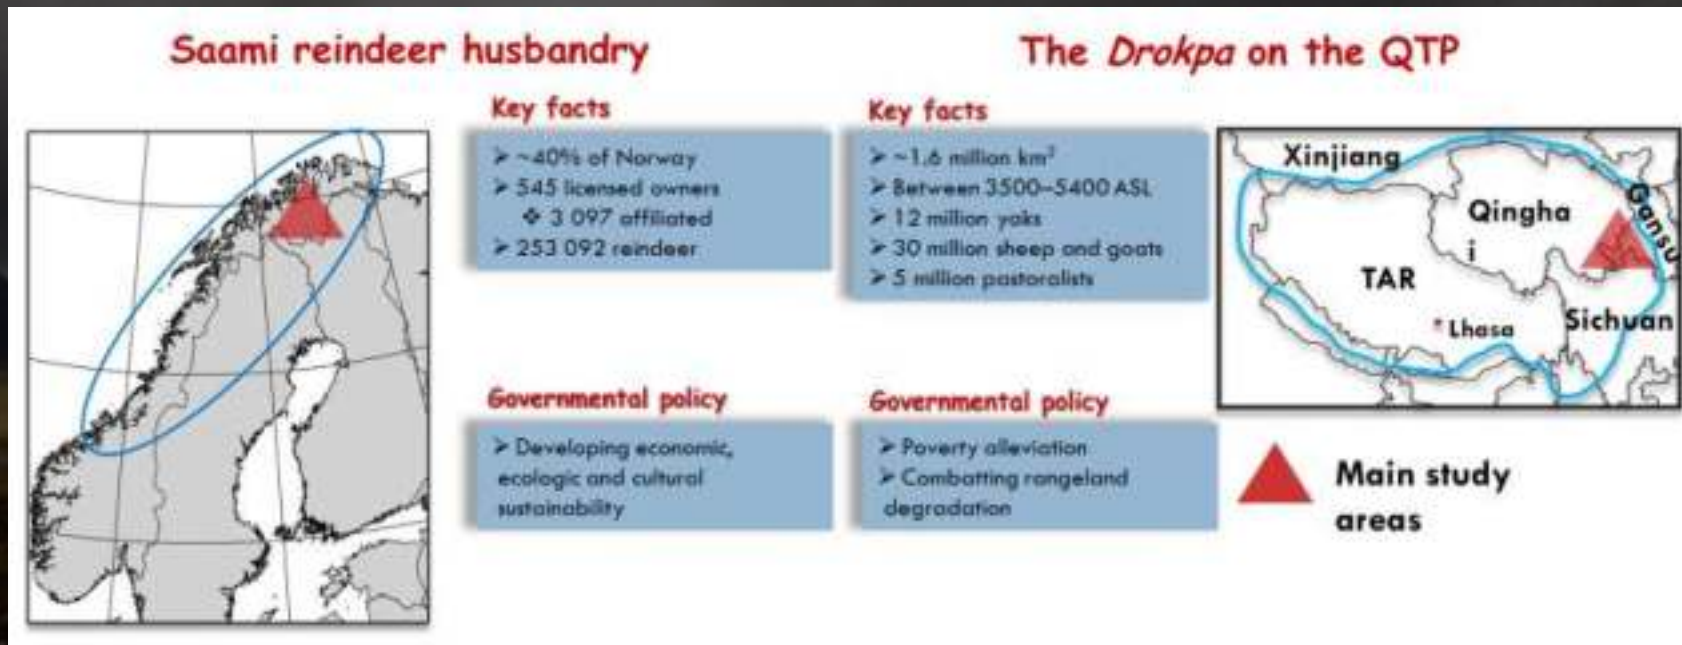 Saami reindeer husbandry
Key facts
➤ ~40% of Norway
➤ 545 licensed owners
❖ 3 097 affiliated
➤ 253 092 reindeer
Governmental policy
➤ Developing economic,
ecologic and cultural
sustainability
The Drokpa on the QTP
Key facts
➤ ~1.6 million km²
➤ Between 3500–5400 ASL
➤ 12 million yaks
➤ 30 million sheep and goats
➤ 5 million pastoralists
Governmental policy
➤ Poverty alleviation
➤ Combatting rangeland
degradation
Xinjiang
Qingha
i
Gansu
TAR
* Lhasa
Sichuan
Main study
areas